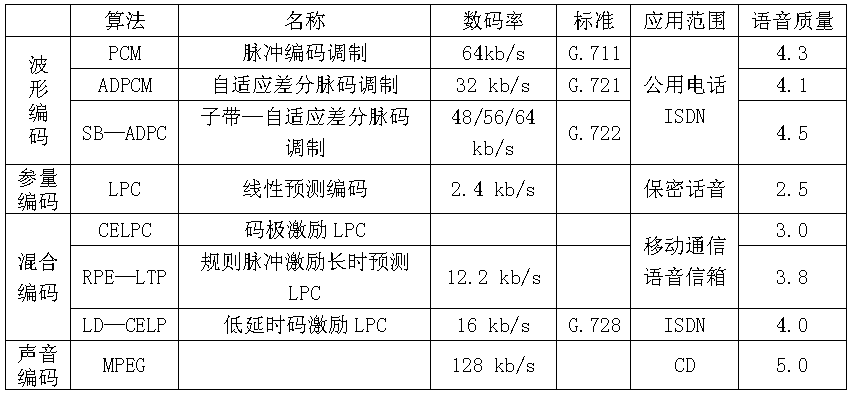 算法 名称 数码率 标准 应用范围 语音质量
波形编码
PCM 脉冲编码调制 64kb/s G.711
公用电话
ISDN
4.3
ADPCM 自适应差分脉码调制 32 kb/s G.721 4.1
SB—ADPC
子带—自适应差分脉码
调制
48/56/64
kb/s
G.722 4.5
参量
编码
LPC 线性预测编码 2.4 kb/s 保密话音 2.5
混合
编码
CELPC 码极激励LPC
移动通信
语音信箱
3.0
RPE—LTP
规则脉冲激励长时预测
LPC
12.2 kb/s 3.8
LD—CELP 低延时码激励LPC 16 kb/s G.728 ISDN 4.0
声音
编码
MPEG 128 kb/s CD 5.0